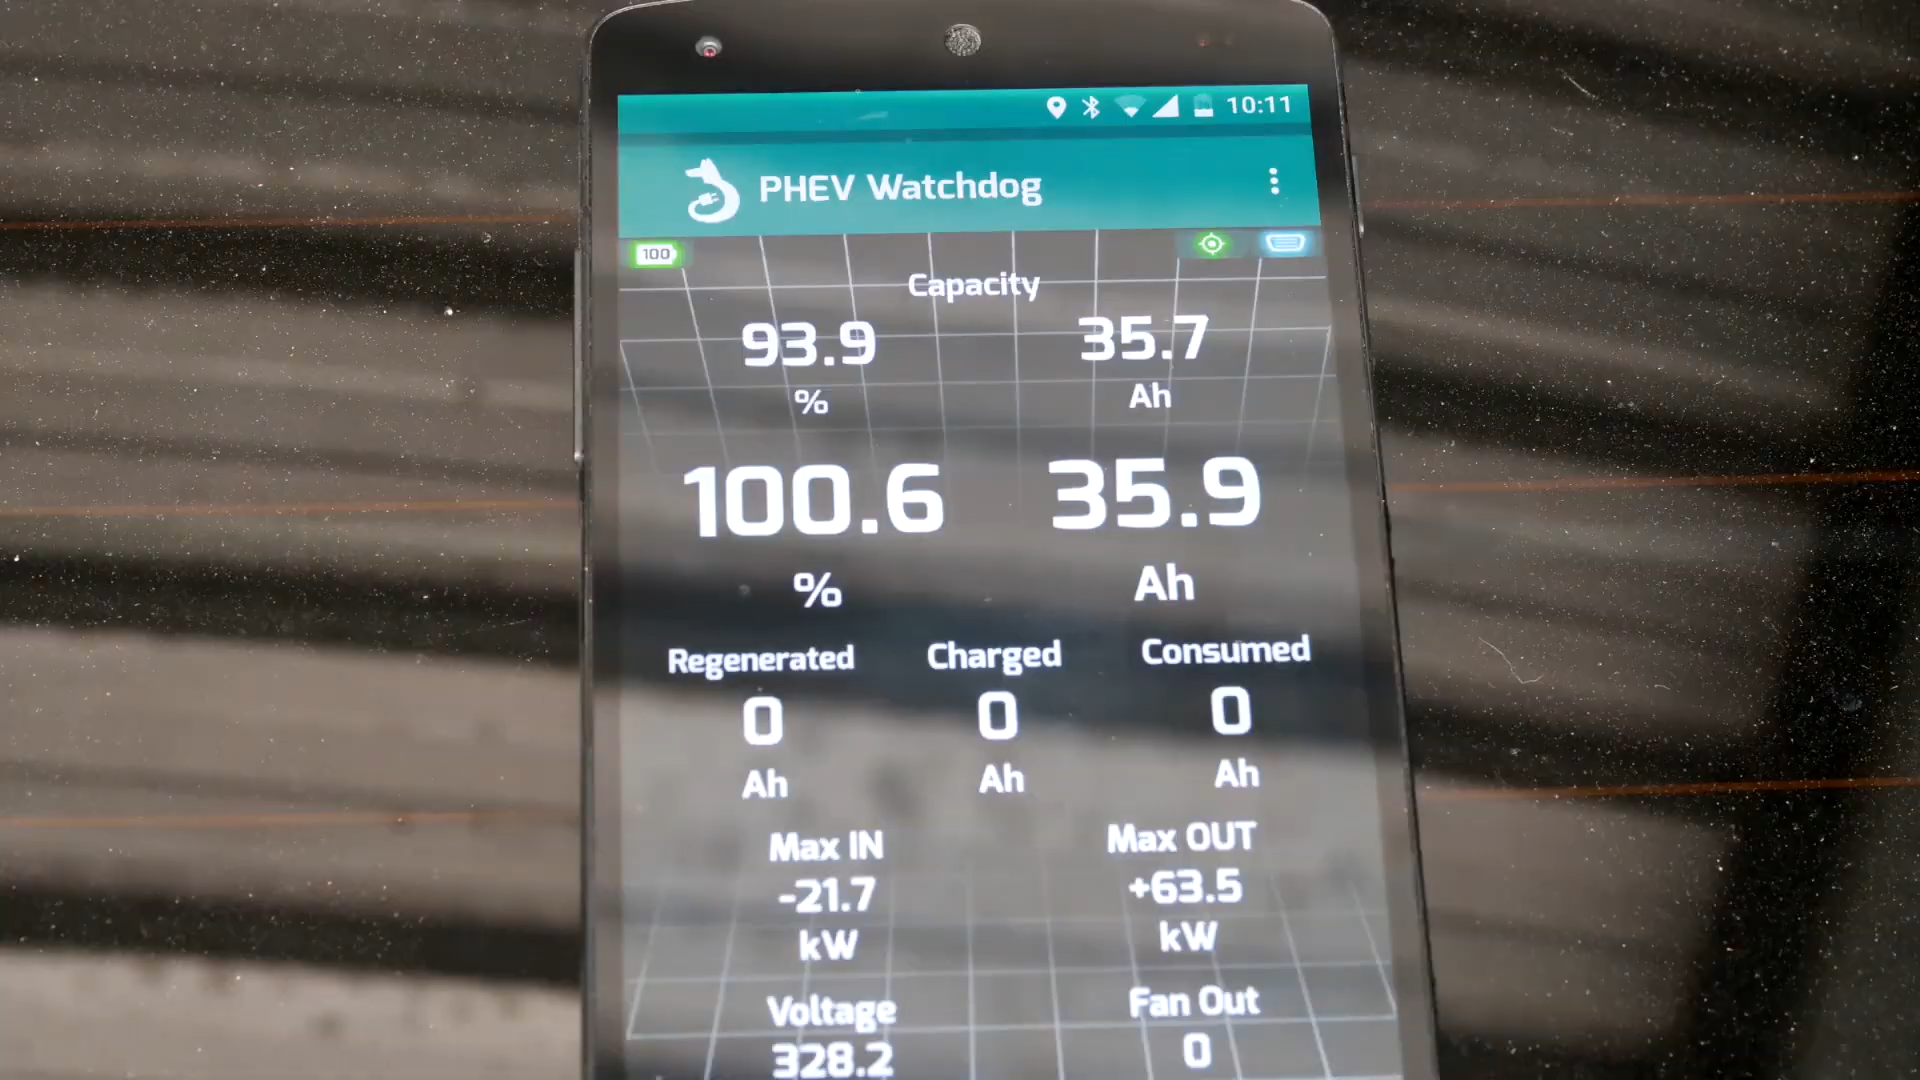 10:11
PHEV Watchdog
100
Capacity
93.9 35.7
% Ah
100.6 35.9
% Ah
Regenerated Charged Consumed
0 0 0
Ah Ah Ah
Max IN Max OUT
-21.7 +63.5
kW kW
Voltage Fan Out
328.2 0